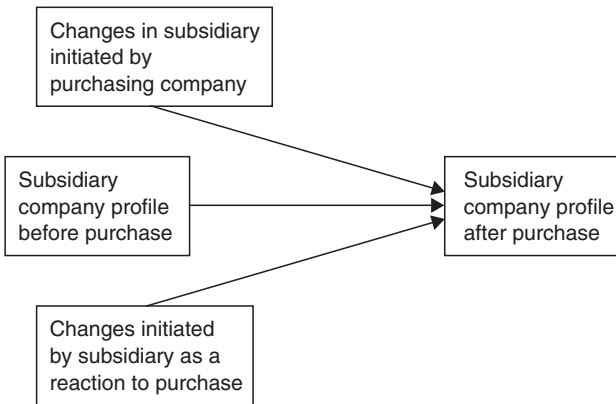 Changes in subsidiary
initiated by
purchasing company
Subsidiary
company profile
before purchase
Subsidiary
company profile
after purchase
Changes initiated
by subsidiary as a
reaction to purchase